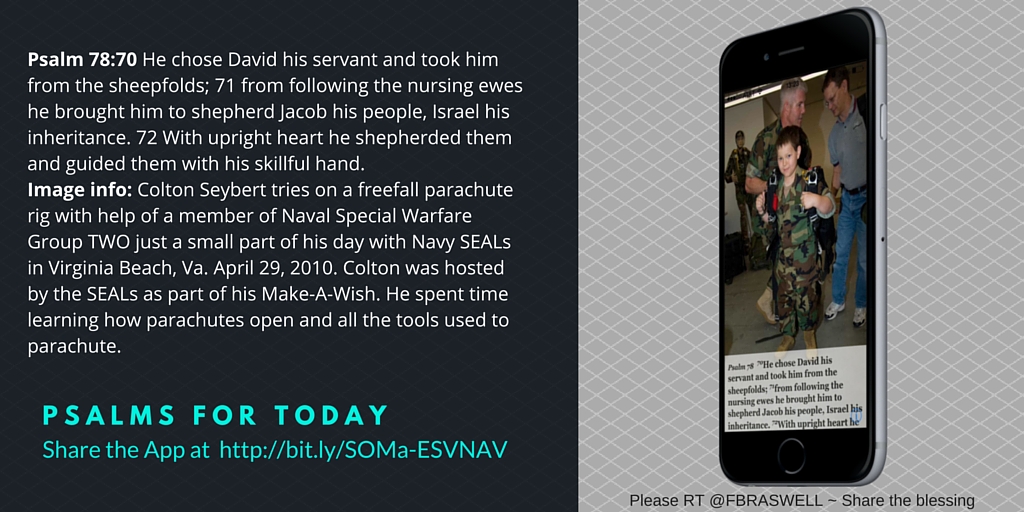 Psalm 78:70 He chose David his servant and took him
from the sheepfolds; 71 from following the nursing ewes
he brought him to shepherd Jacob his people, Israel his
inheritance. 72 With upright heart he shepherded them
and guided them with his skillful hand.
Image info: Colton Seybert tries on a freefall parachute
rig with help of a member of Naval Special Warfare
Group TWO just a small part of his day with Navy SEALs
in Virginia Beach, Va. April 29, 2010. Colton was hosted
by the SEALs as part of his Make-A-Wish. He spent time
learning how parachutes open and all the tools used to
parachute.
PSALMS FOR TODAY
Share the App at http://bit.ly/SOMa-ESVNAV
Psalm 78 ⁷⁰He chose David his
servant and took him from the
sheepfolds; ⁷¹from following the
nursing ewes he brought him to
shepherd Jacob his people, Israel his
inheritance. ⁷²With upright heart he
Please RT @FBRASWELL ~ Share the blessing